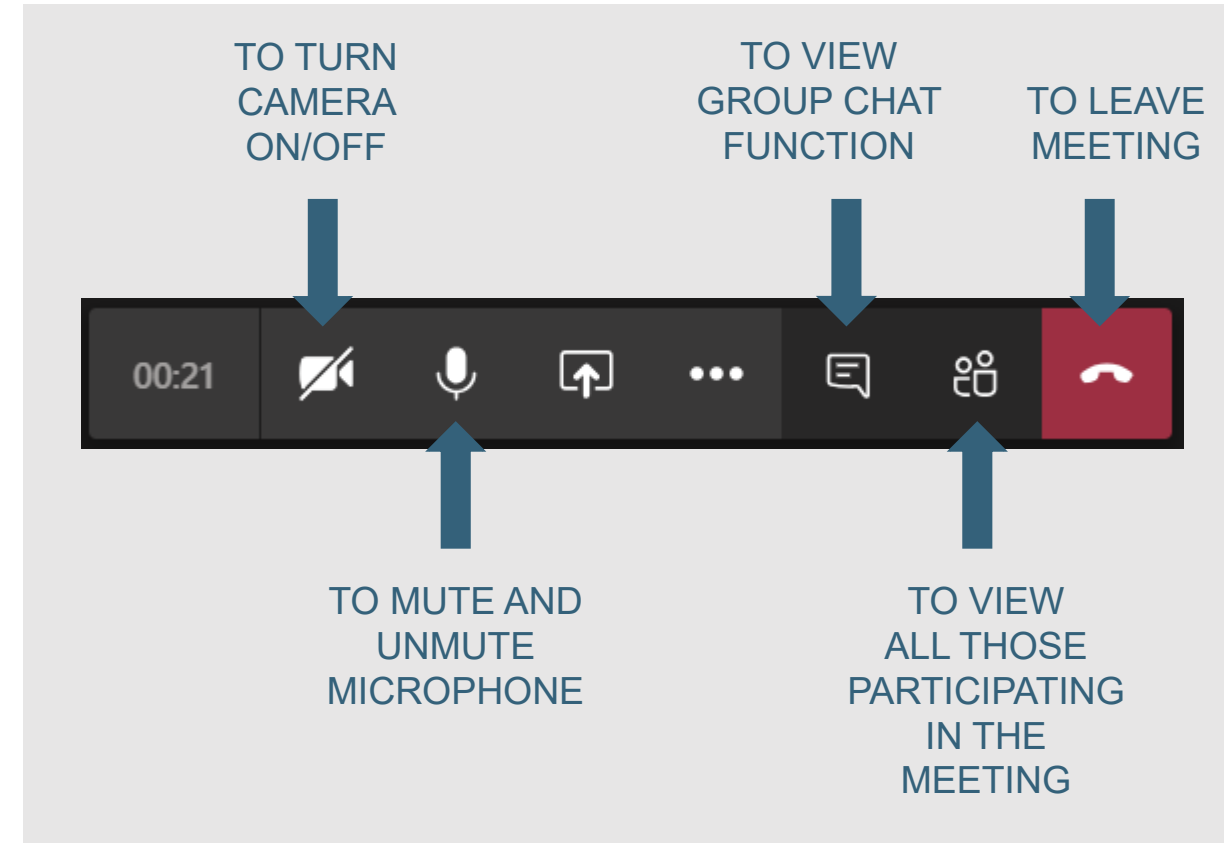 TO TURN
CAMERA
ON/OFF
TO VIEW
GROUP CHAT
FUNCTION
TO LEAVE
MEETING
00:21
TO MUTE AND
UNMUTE
MICROPHONE
TO VIEW
ALL THOSE
PARTICIPATING
IN THE
MEETING